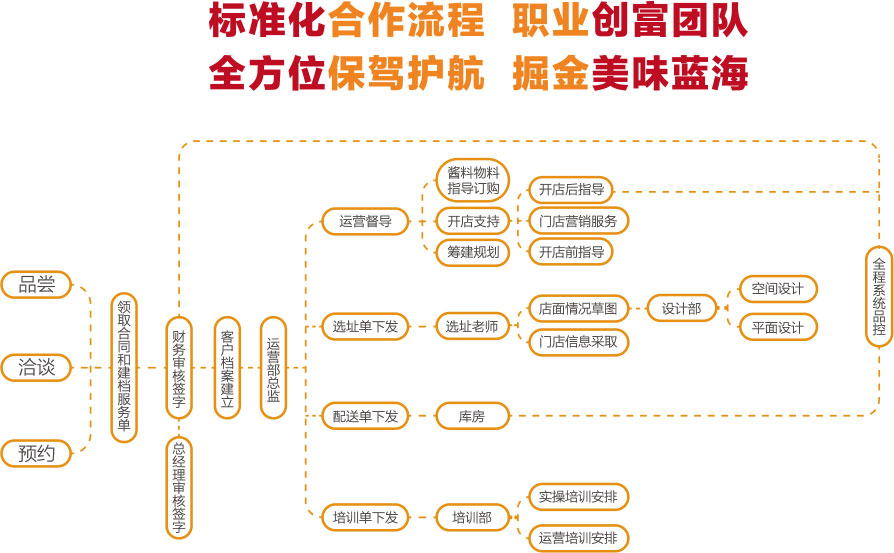 标准化合作流程 职业创富团队
全方位保驾护航 掘金美味蓝海
品尝
洽谈
预约
领取合同和建档服务单
财务审核签字
总经理审核签字
客户档案建立
运营部总监
运营督导
酱料物料
指导订购
开店支持
筹建规划
开店后指导
门店营销服务
开店前指导
选址单下发
选址老师
店面情况草图
门店信息采取
设计部
空间设计
平面设计
配送单下发
库房
培训单下发
培训部
实操培训安排
运营培训安排
全程系统品控